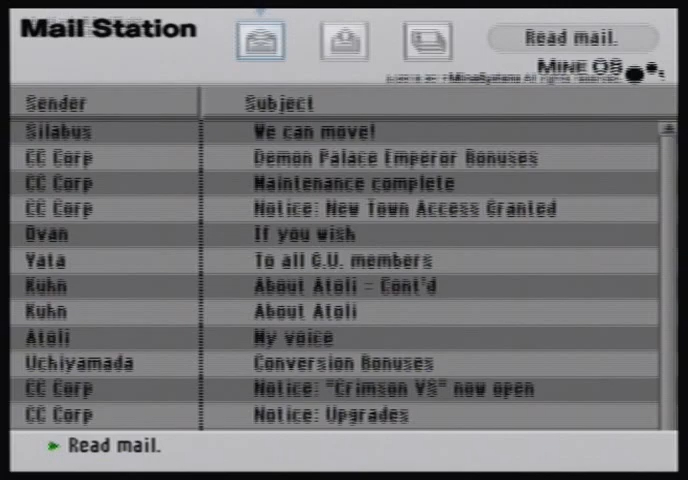 Mail Station
Read mail.
MINE OS
Sender Subject
Silabus We can move!
CC Corp Demon Palace Emperor Bonuses
CC Corp Maintenance complete
CC Corp Notice: New Town Access Granted
Ovan If you wish
Yata To all G.U. members
Kuhn About Atoli - Cont'd
Kuhn About Atoli
Atoli My voice
Uchiyamada Conversion Bonuses
CC Corp Notice: "Crimson VS" now open
CC Corp Notice: Upgrades
Read mail.